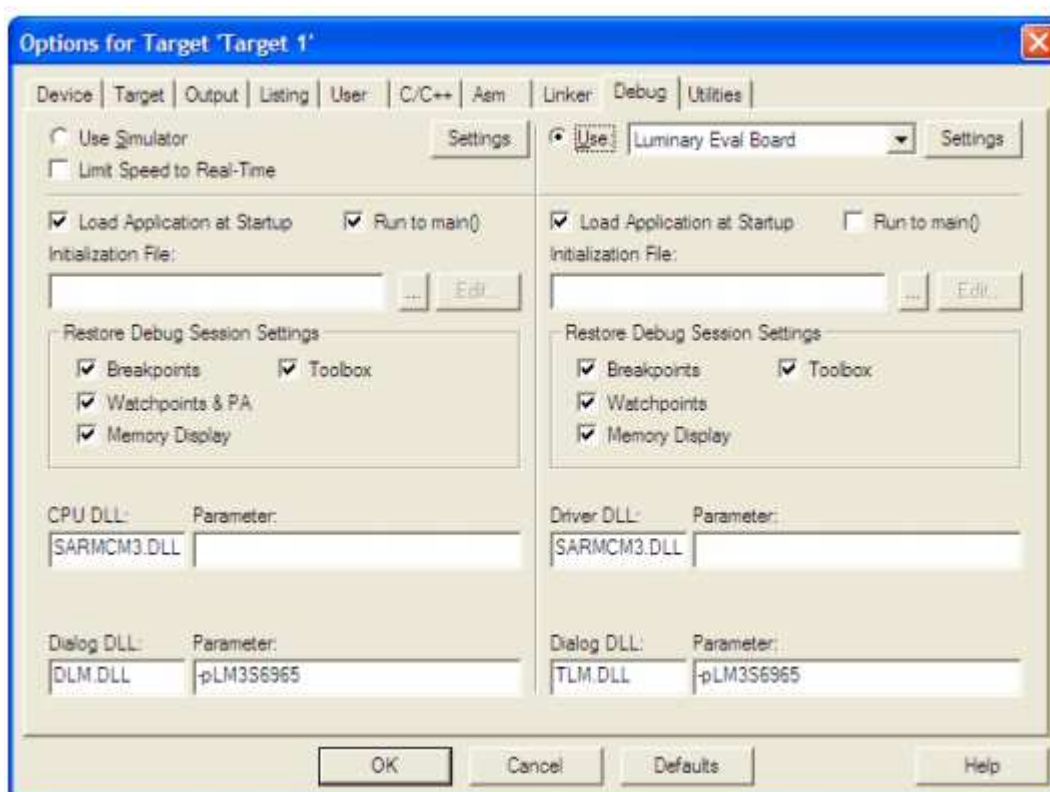 Options for Target 'Target 1'
Device Target Output Listing User C/C++ Asm Linker Debug Utilities
Use Simulator Settings
Limit Speed to Real-Time
Use: Luminary Eval Board Settings
Load Application at Startup Run to main()
Initialization File:
... Edit...
Restore Debug Session Settings
Breakpoints Toolbox
Watchpoints & PA
Memory Display
CPU DLL: Parameter:
SARMCM3.DLL
Dialog DLL: Parameter:
DLM.DLL -pLM3S6965
Load Application at Startup Run to main()
Initialization File:
... Edit...
Restore Debug Session Settings
Breakpoints Toolbox
Watchpoints
Memory Display
Driver DLL: Parameter:
SARMCM3.DLL
Dialog DLL: Parameter:
TLM.DLL -pLM3S6965
OK Cancel Defaults Help